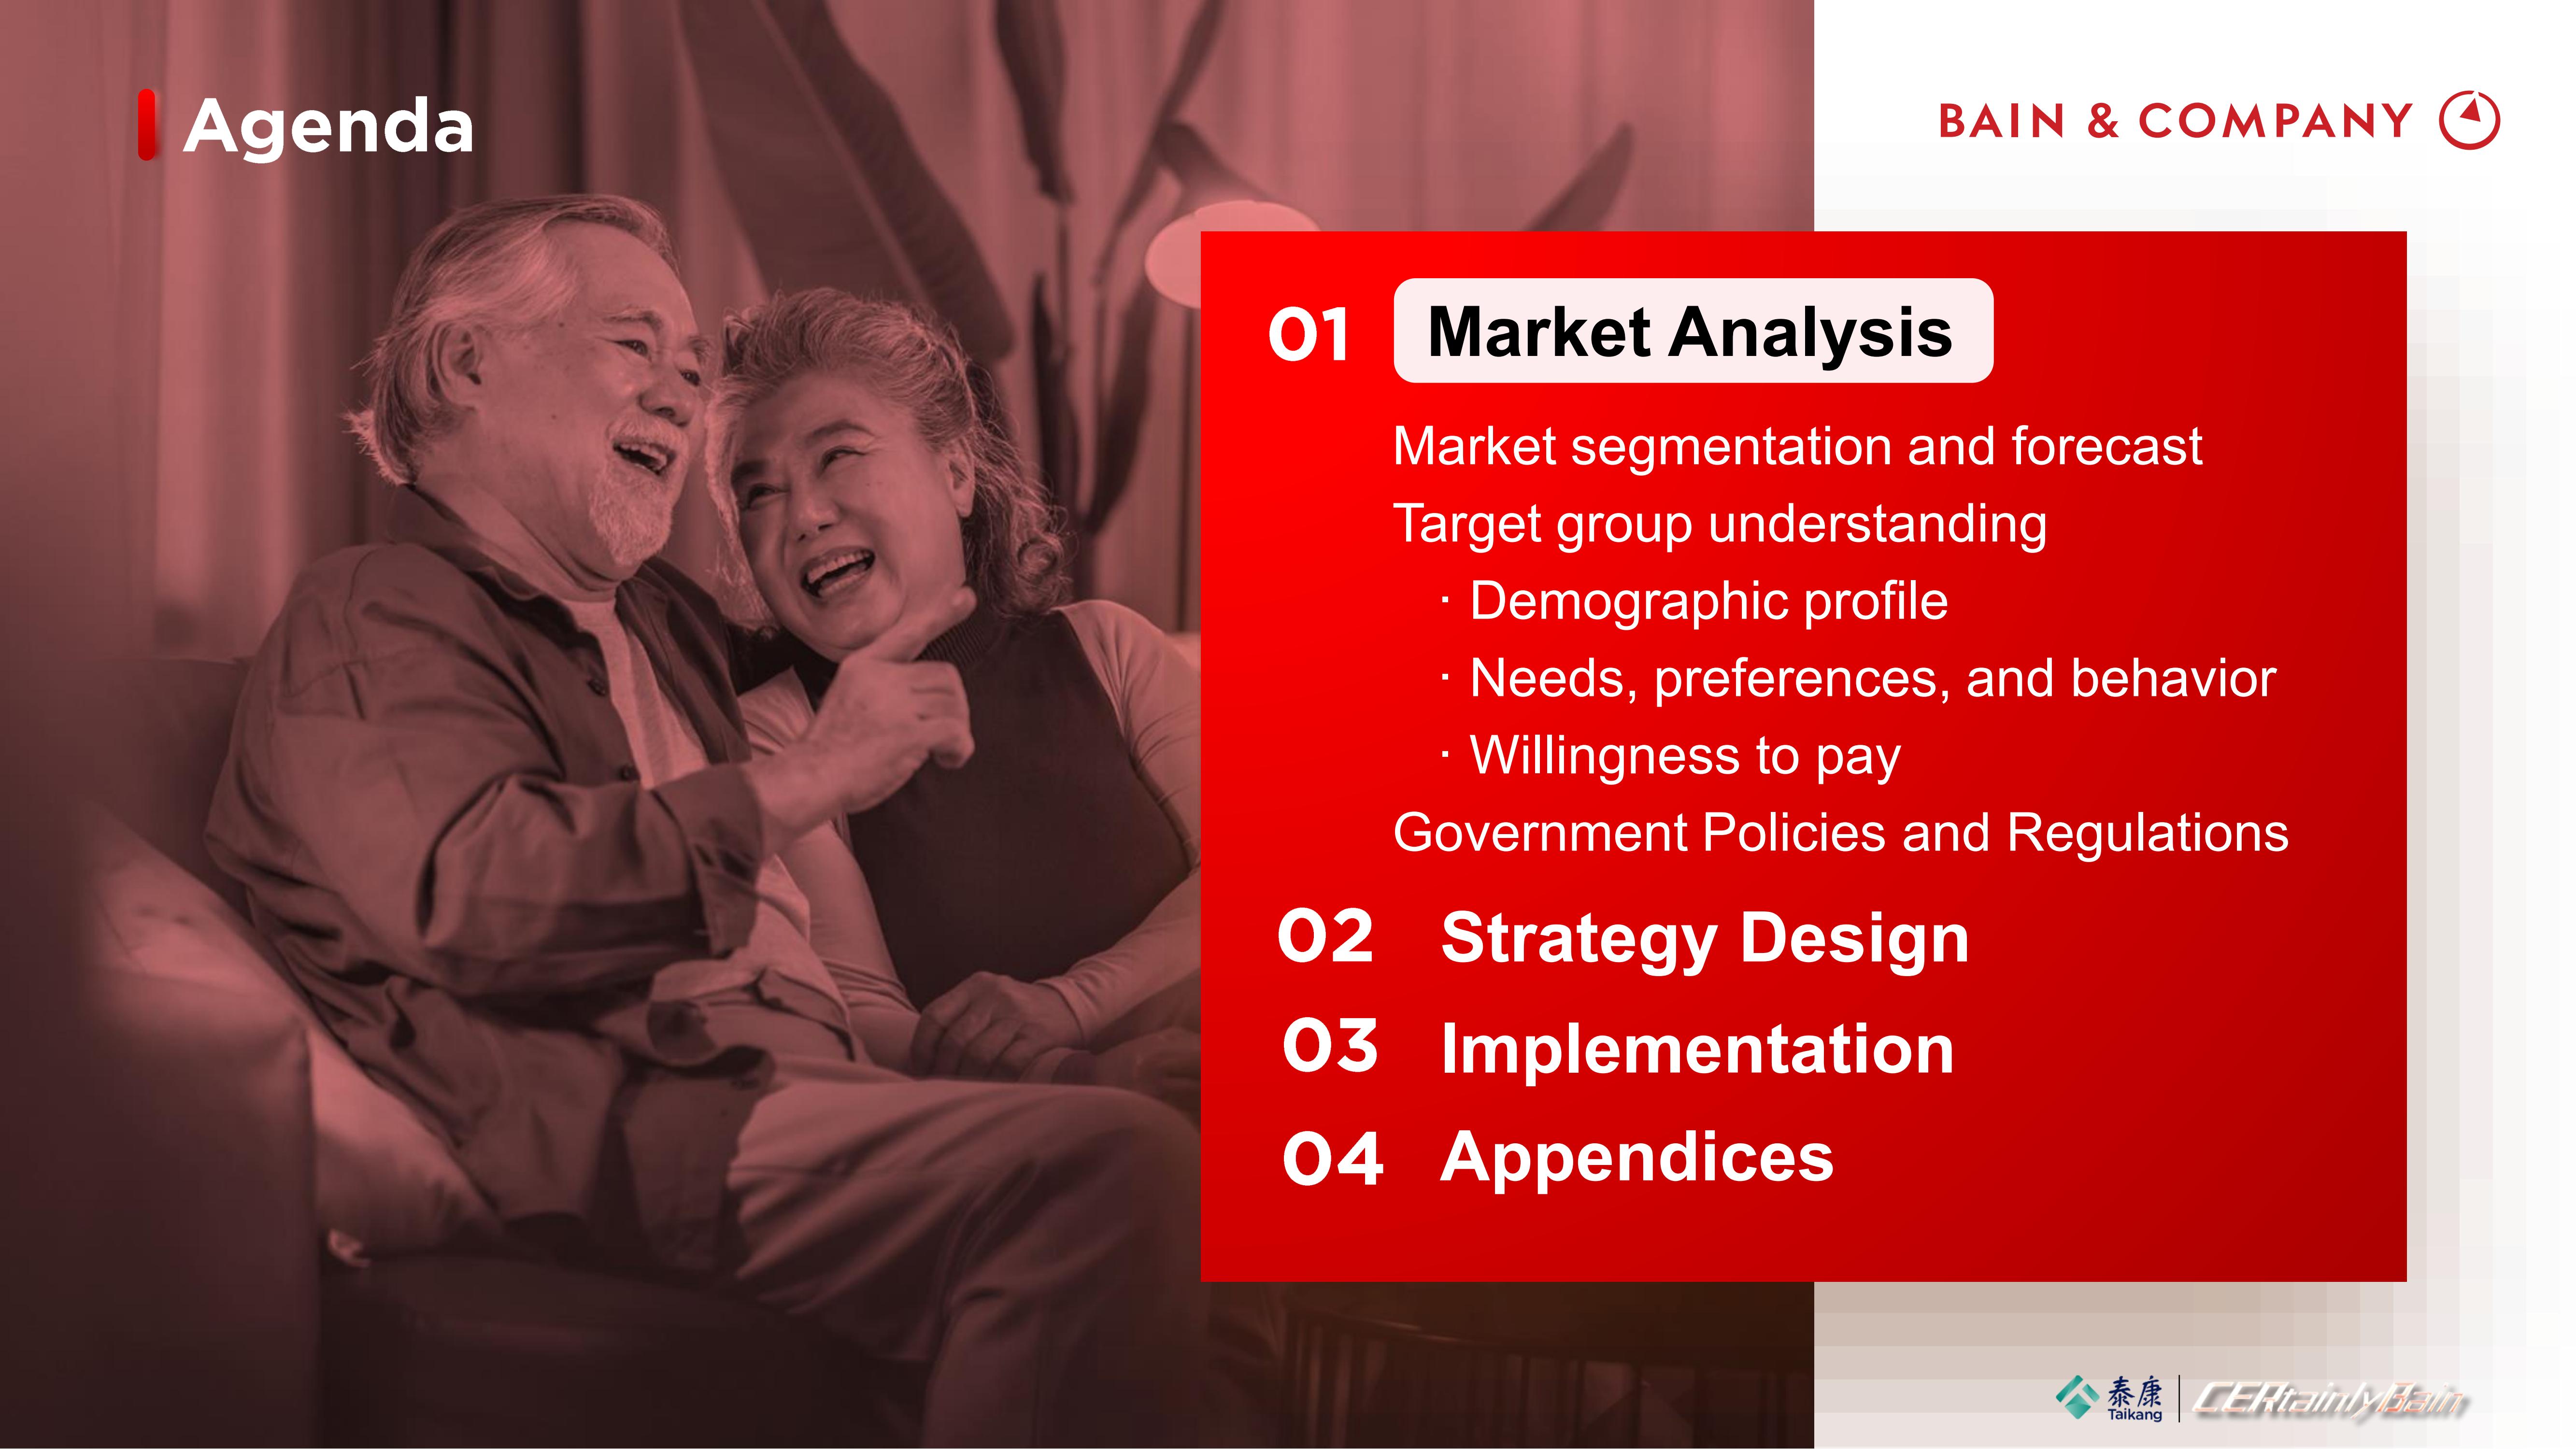 Agenda
BAIN & COMPANY
01 Market Analysis
Market segmentation and forecast
Target group understanding
· Demographic profile
· Needs, preferences, and behavior
· Willingness to pay
Government Policies and Regulations
02 Strategy Design
03 Implementation
04 Appendices
泰康
Taikang
CERtainlyBain